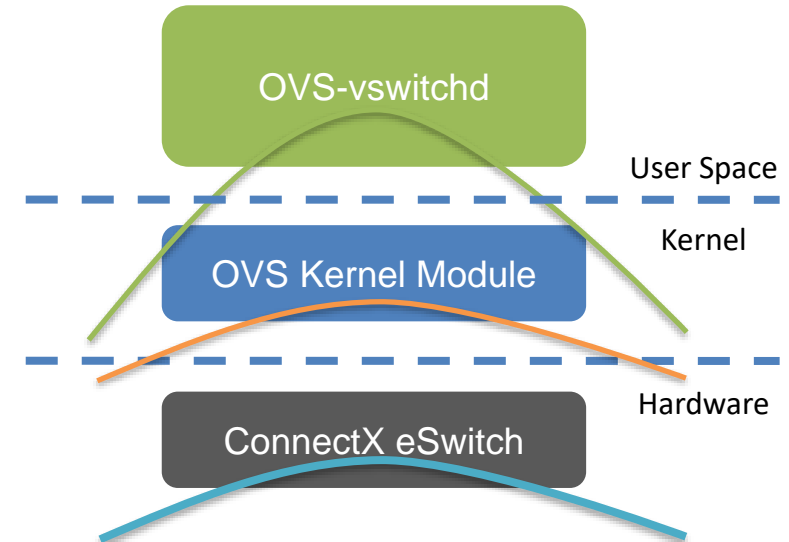 OVS-vswitchd
User Space
Kernel
OVS Kernel Module
Hardware
ConnectX eSwitch